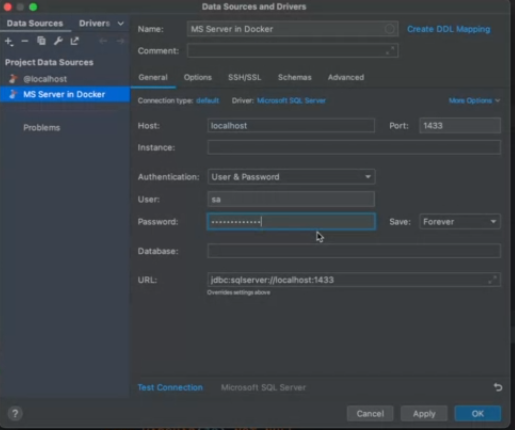 Data Sources and Drivers
Data Sources
Drivers
Name: MS Server in Docker
Create DDL Mapping
Comment:
Project Data Sources
@localhost
MS Server in Docker
Problems
General Options SSH/SSL Schemas Advanced
Connection type: default Driver: Microsoft SQL Server
More Options
Host: localhost
Port: 1433
Instance:
Authentication: User & Password
User: sa
Password: •••••••••••••
Save: Forever
Database:
URL: jdbc:sqlserver://localhost:1433
Overrides settings above
Test Connection Microsoft SQL Server
? Cancel Apply OK